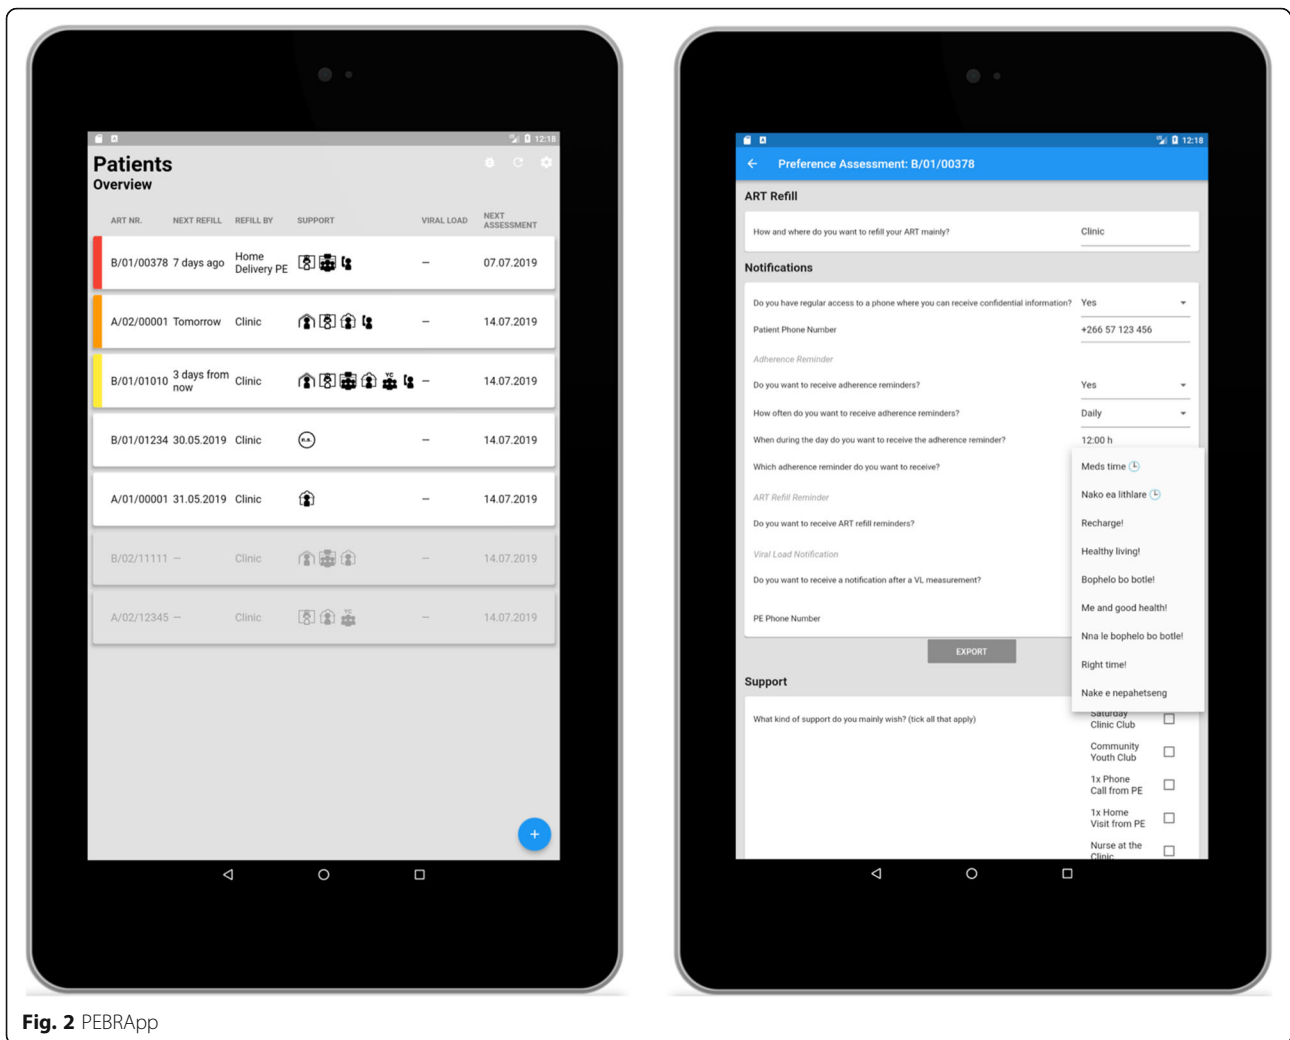 12:18
Patients
Overview
ART NR. NEXT REFILL REFILL BY SUPPORT VIRAL LOAD NEXT ASSESSMENT
B/01/00378 7 days ago Home Delivery PE – 07.07.2019
A/02/00001 Tomorrow Clinic – 14.07.2019
B/01/01010 3 days from now Clinic YC – 14.07.2019
B/01/01234 30.05.2019 Clinic n.a. – 14.07.2019
A/01/00001 31.05.2019 Clinic – 14.07.2019
B/02/11111 – Clinic – 14.07.2019
A/02/12345 – Clinic YC – 14.07.2019
+
12:18
Preference Assessment: B/01/00378
ART Refill
How and where do you want to refill your ART mainly? Clinic
Notifications
Do you have regular access to a phone where you can receive confidential information? Yes
Patient Phone Number +266 57 123 456
Adherence Reminder
Do you want to receive adherence reminders? Yes
How often do you want to receive adherence reminders? Daily
When during the day do you want to receive the adherence reminder? 12:00 h
Which adherence reminder do you want to receive?
Meds time
Nako ea lithlare
Recharge!
Healthy living!
Bophelo bo botle!
Me and good health!
Nna le bophelo bo botle!
Right time!
Nake e nepahetseng
ART Refill Reminder
Do you want to receive ART refill reminders?
Viral Load Notification
Do you want to receive a notification after a VL measurement?
PE Phone Number
EXPORT
Support
What kind of support do you mainly wish? (tick all that apply)
Saturday
Clinic Club
Community
Youth Club
1x Phone
Call from PE
1x Home
Visit from PE
Nurse at the
Clinic
Fig. 2 PEBRApp